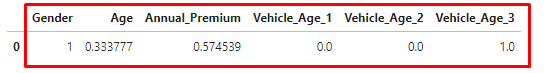 Gender Age Annual_Premium Vehicle_Age_1 Vehicle_Age_2 Vehicle_Age_3
0 1 0.333777 0.574539 0.0 0.0 1.0